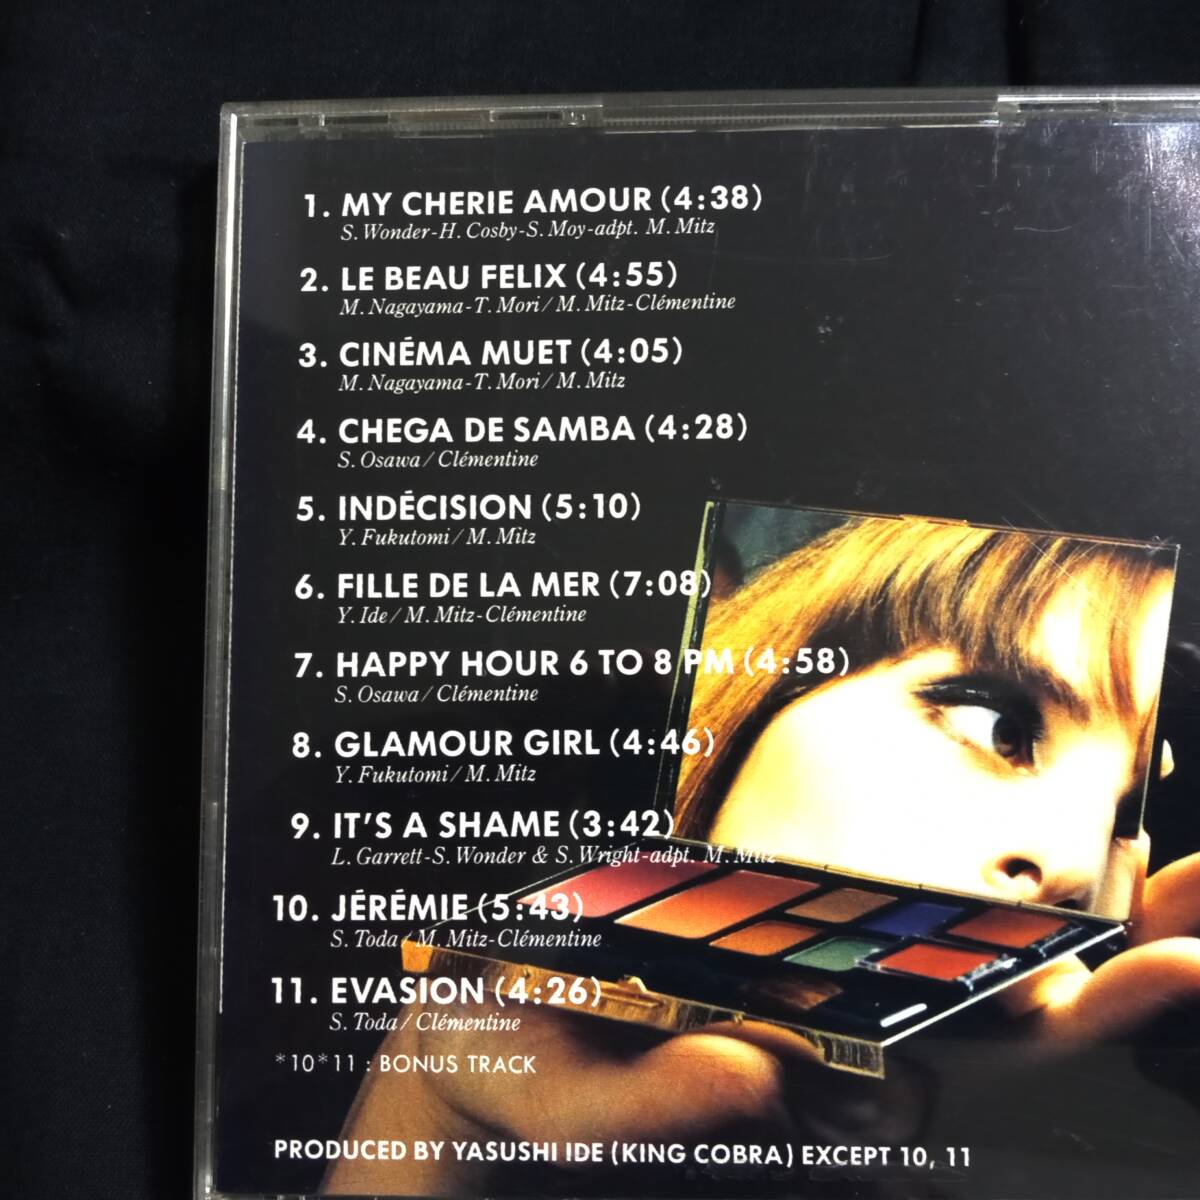 1. MY CHERIE AMOUR (4:38)
S. Wonder-H. Cosby-S. Moy-adpt. M. Mitz
2. LE BEAU FELIX (4:55)
M. Nagayama-T. Mori / M. Mitz-Clémentine
3. CINÉMA MUET (4:05)
M. Nagayama-T. Mori / M. Mitz
4. CHEGA DE SAMBA (4:28)
S. Osawa / Clémentine
5. INDÉCISION (5:10)
Y. Fukutomi / M. Mitz
6. FILLE DE LA MER (7:08)
Y. Ide / M. Mitz-Clémentine
7. HAPPY HOUR 6 TO 8 PM (4:58)
S. Osawa / Clémentine
8. GLAMOUR GIRL (4:46)
Y. Fukutomi / M. Mitz
9. IT'S A SHAME (3:42)
L. Garrett-S. Wonder & S. Wright-adpt. M. Mitz
10. JÉRÉMIE (5:43)
S. Toda / M. Mitz-Clémentine
11. EVASION (4:26)
S. Toda / Clémentine
*10*11 : BONUS TRACK
PRODUCED BY YASUSHI IDE (KING COBRA) EXCEPT 10, 11